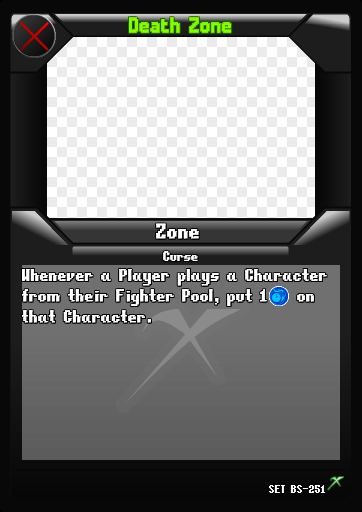 Death Zone
Zone
Curse
Whenever a Player plays a Character
from their Fighter Pool, put 1 on
that Character.
SET BS-251